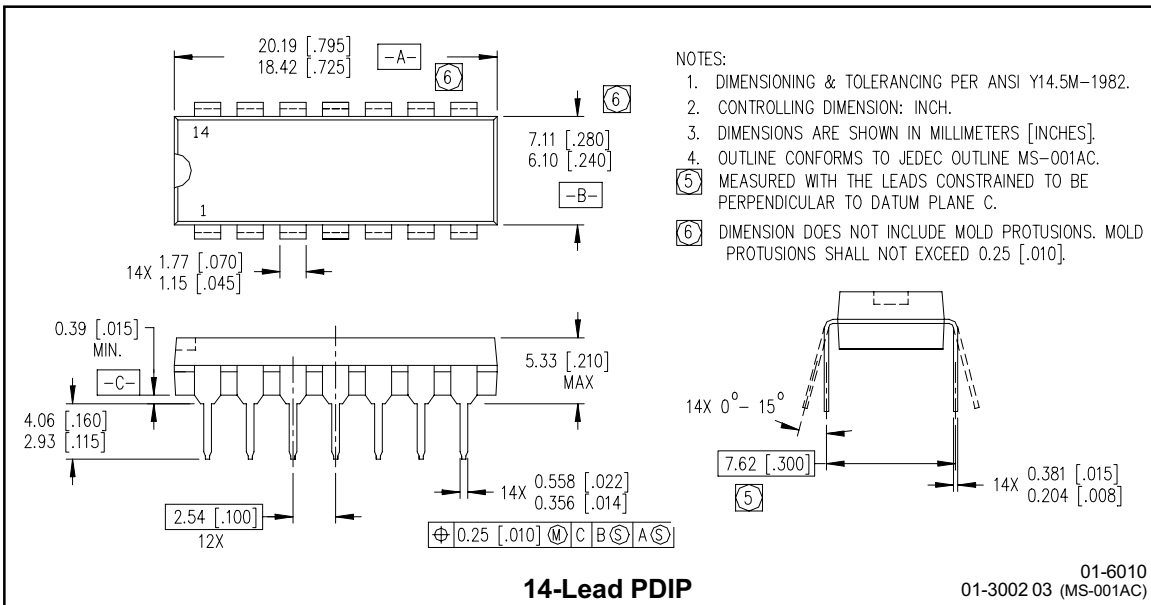 20.19 [.795]
18.42 [.725]
-A-
6
6
14
1
7.11 [.280]
6.10 [.240]
-B-
14X 1.77 [.070]
1.15 [.045]
NOTES:
1. DIMENSIONING & TOLERANCING PER ANSI Y14.5M-1982.
2. CONTROLLING DIMENSION: INCH.
3. DIMENSIONS ARE SHOWN IN MILLIMETERS [INCHES].
4. OUTLINE CONFORMS TO JEDEC OUTLINE MS-001AC.
5 MEASURED WITH THE LEADS CONSTRAINED TO BE
PERPENDICULAR TO DATUM PLANE C.
6 DIMENSION DOES NOT INCLUDE MOLD PROTUSIONS. MOLD
PROTUSIONS SHALL NOT EXCEED 0.25 [.010].
0.39 [.015]
MIN.
-C-
4.06 [.160]
2.93 [.115]
5.33 [.210]
MAX
2.54 [.100]
12X
14X 0.558 [.022]
0.356 [.014]
⌖ 0.25 [.010] Ⓜ C B Ⓢ A Ⓢ
14X 0° - 15°
7.62 [.300]
5
14X 0.381 [.015]
0.204 [.008]
14-Lead PDIP
01-6010
01-3002 03 (MS-001AC)